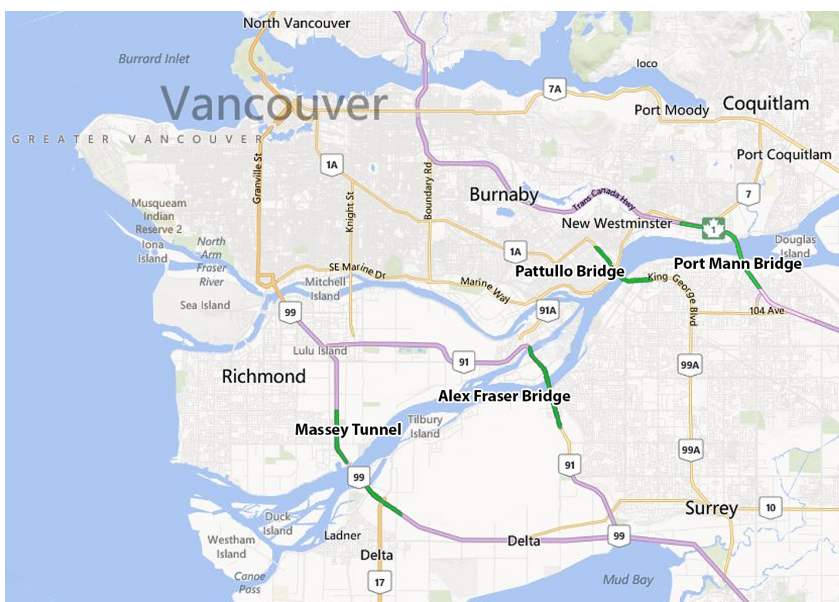 North Vancouver
Burrard Inlet
Ioco
7A
Vancouver
Port Moody
Coquitlam
GREATER VANCOUVER
1A
Granville St
Knight St
Boundary Rd
Burnaby
Trans Canada Hwy
Port Coquitlam
7
Musqueam
Indian
Reserve 2
Iona
Island
North
Arm
Fraser
River
New Westminster
1
Douglas
Island
1A
Pattullo Bridge
Port Mann Bridge
SE Marine Dr
Mitchell
Island
Marine Way
King George Blvd
Sea Island
99
91A
104 Ave
Lulu Island
91
99A
Richmond
Alex Fraser Bridge
Massey Tunnel
Tilbury
Island
99
91
99A
Surrey
10
Duck
Island
Westham
Island
Ladner
Delta
Delta
99
Canoe
Pass
17
Mud Bay